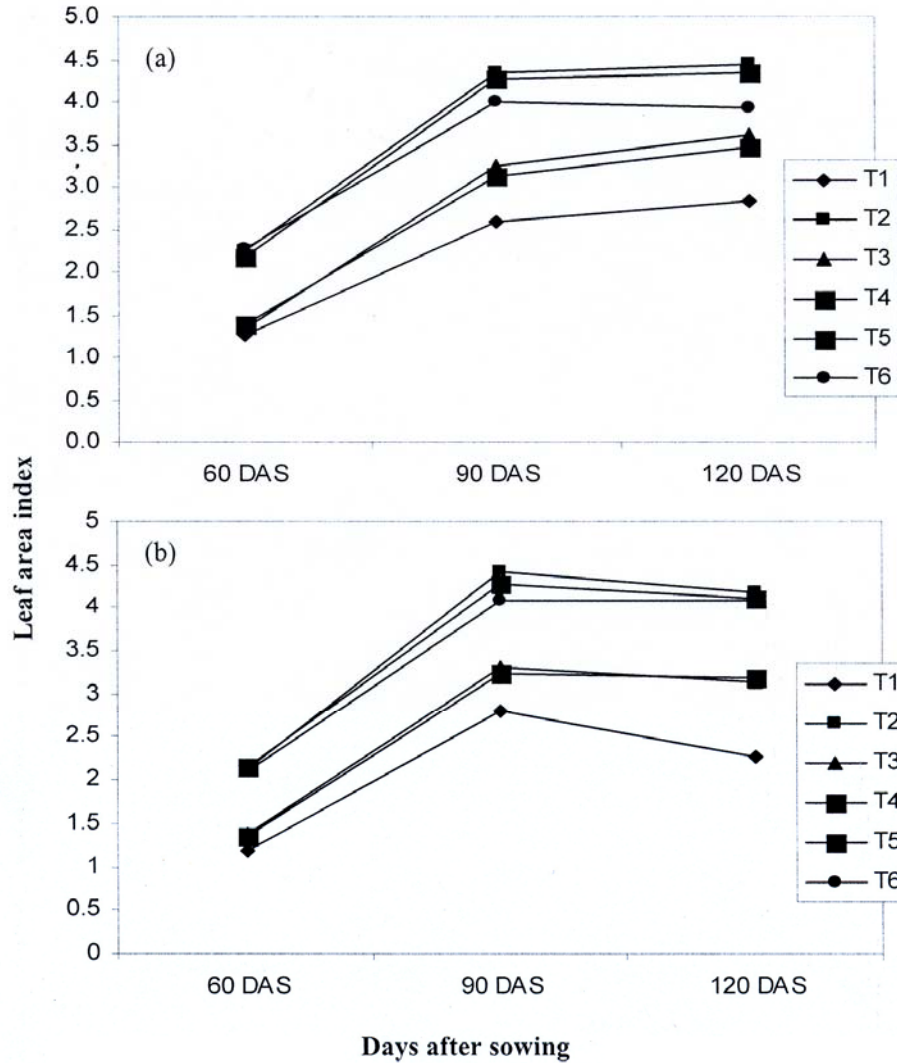 5.0
(a)
4.5
4.0
3.5
3.0
2.5
2.0
1.5
1.0
0.5
0.0
60 DAS 90 DAS 120 DAS
T1
T2
T3
T4
T5
T6
Leaf area index
5
(b)
4.5
4
3.5
3
2.5
2
1.5
1
0.5
0
60 DAS 90 DAS 120 DAS
T1
T2
T3
T4
T5
T6
Days after sowing